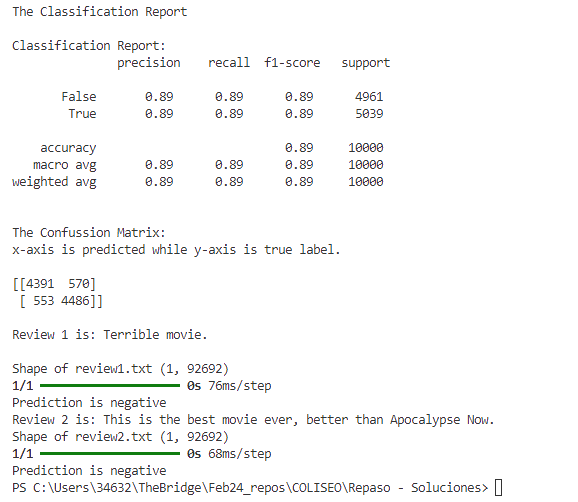 The Classification Report
Classification Report:
precision recall f1-score support
False 0.89 0.89 0.89 4961
True 0.89 0.89 0.89 5039
accuracy 0.89 10000
macro avg 0.89 0.89 0.89 10000
weighted avg 0.89 0.89 0.89 10000
The Confussion Matrix:
x-axis is predicted while y-axis is true label.
[[4391 570]
[ 553 4486]]
Review 1 is: Terrible movie.
Shape of review1.txt (1, 92692)
1/1 0s 76ms/step
Prediction is negative
Review 2 is: This is the best movie ever, better than Apocalypse Now.
Shape of review2.txt (1, 92692)
1/1 0s 68ms/step
Prediction is negative
PS C:\Users\34632\TheBridge\Feb24_repos\COLISEO\Repaso - Soluciones>